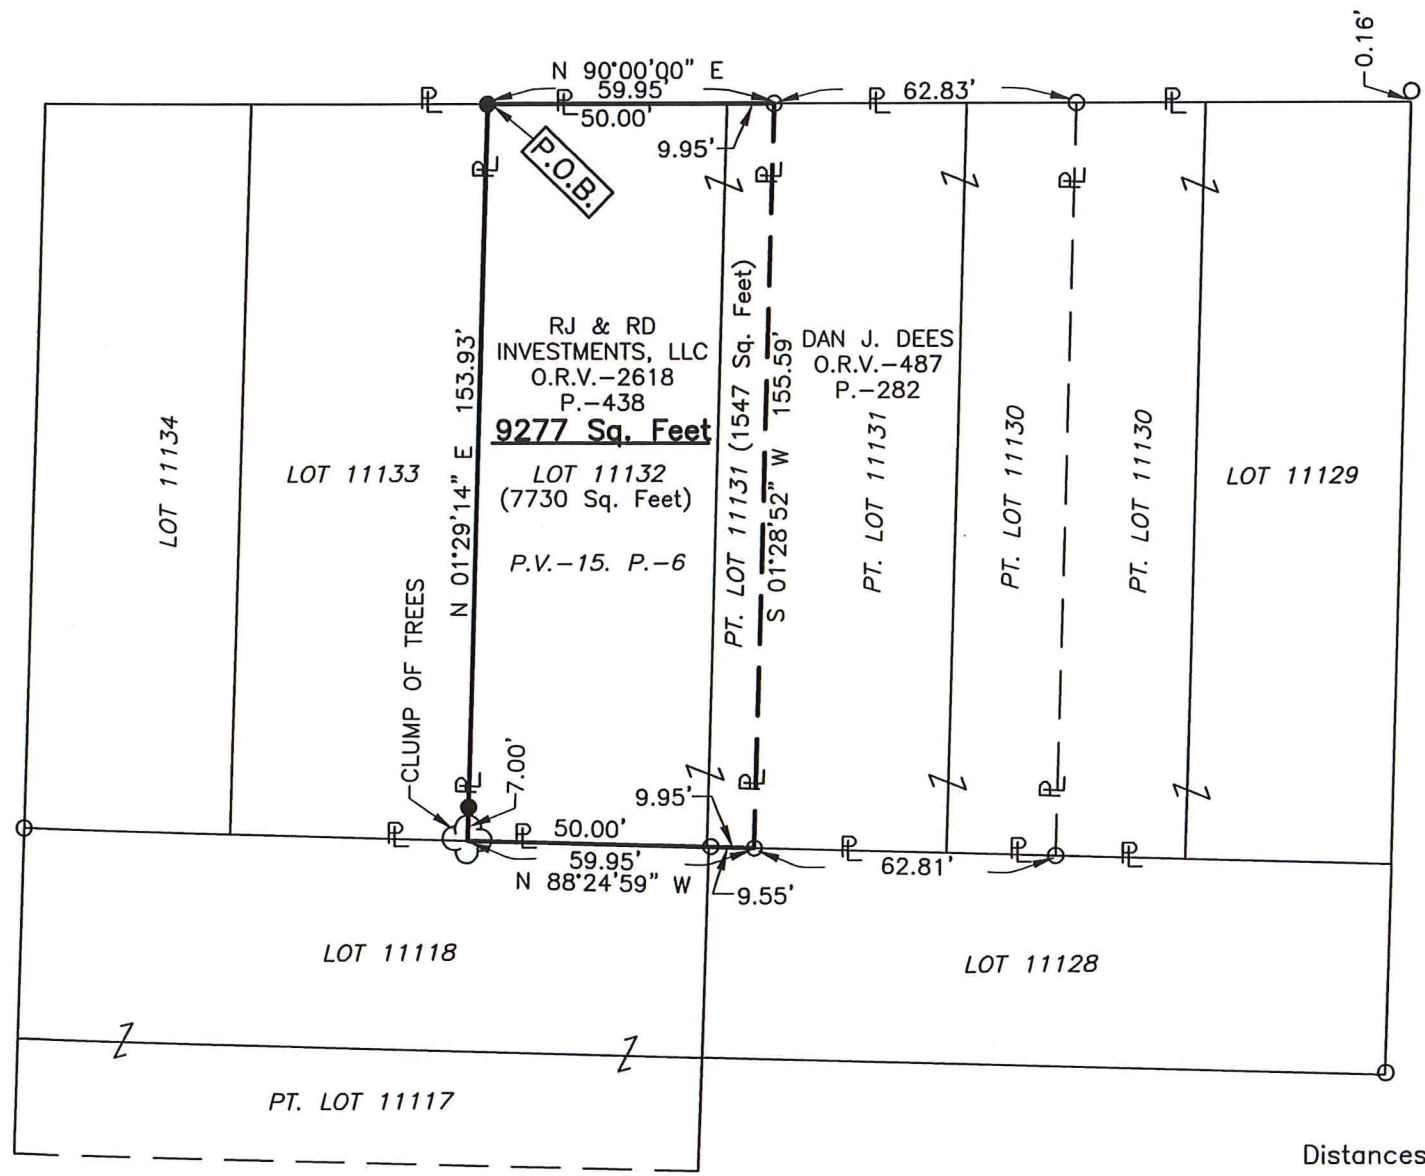 0.16'
N 90°00'00" E
59.95'
50.00'
62.83'
9.95'
P.O.B.
N 01°29'14" E 153.93'
RJ & RD
INVESTMENTS, LLC
O.R.V.-2618
P.-438
9277 Sq. Feet
LOT 11132
(7730 Sq. Feet)
P.V.-15. P.-6
PT. LOT 11131 (1547 Sq. Feet)
S 01°28'52" W 155.59'
DAN J. DEES
O.R.V.-487
P.-282
PT. LOT 11131
PT. LOT 11130
PT. LOT 11130
LOT 11129
LOT 11134
LOT 11133
CLUMP OF TREES
7.00'
9.95'
50.00'
59.95'
N 88°24'59" W
9.55'
62.81'
LOT 11118
LOT 11128
PT. LOT 11117
Distances